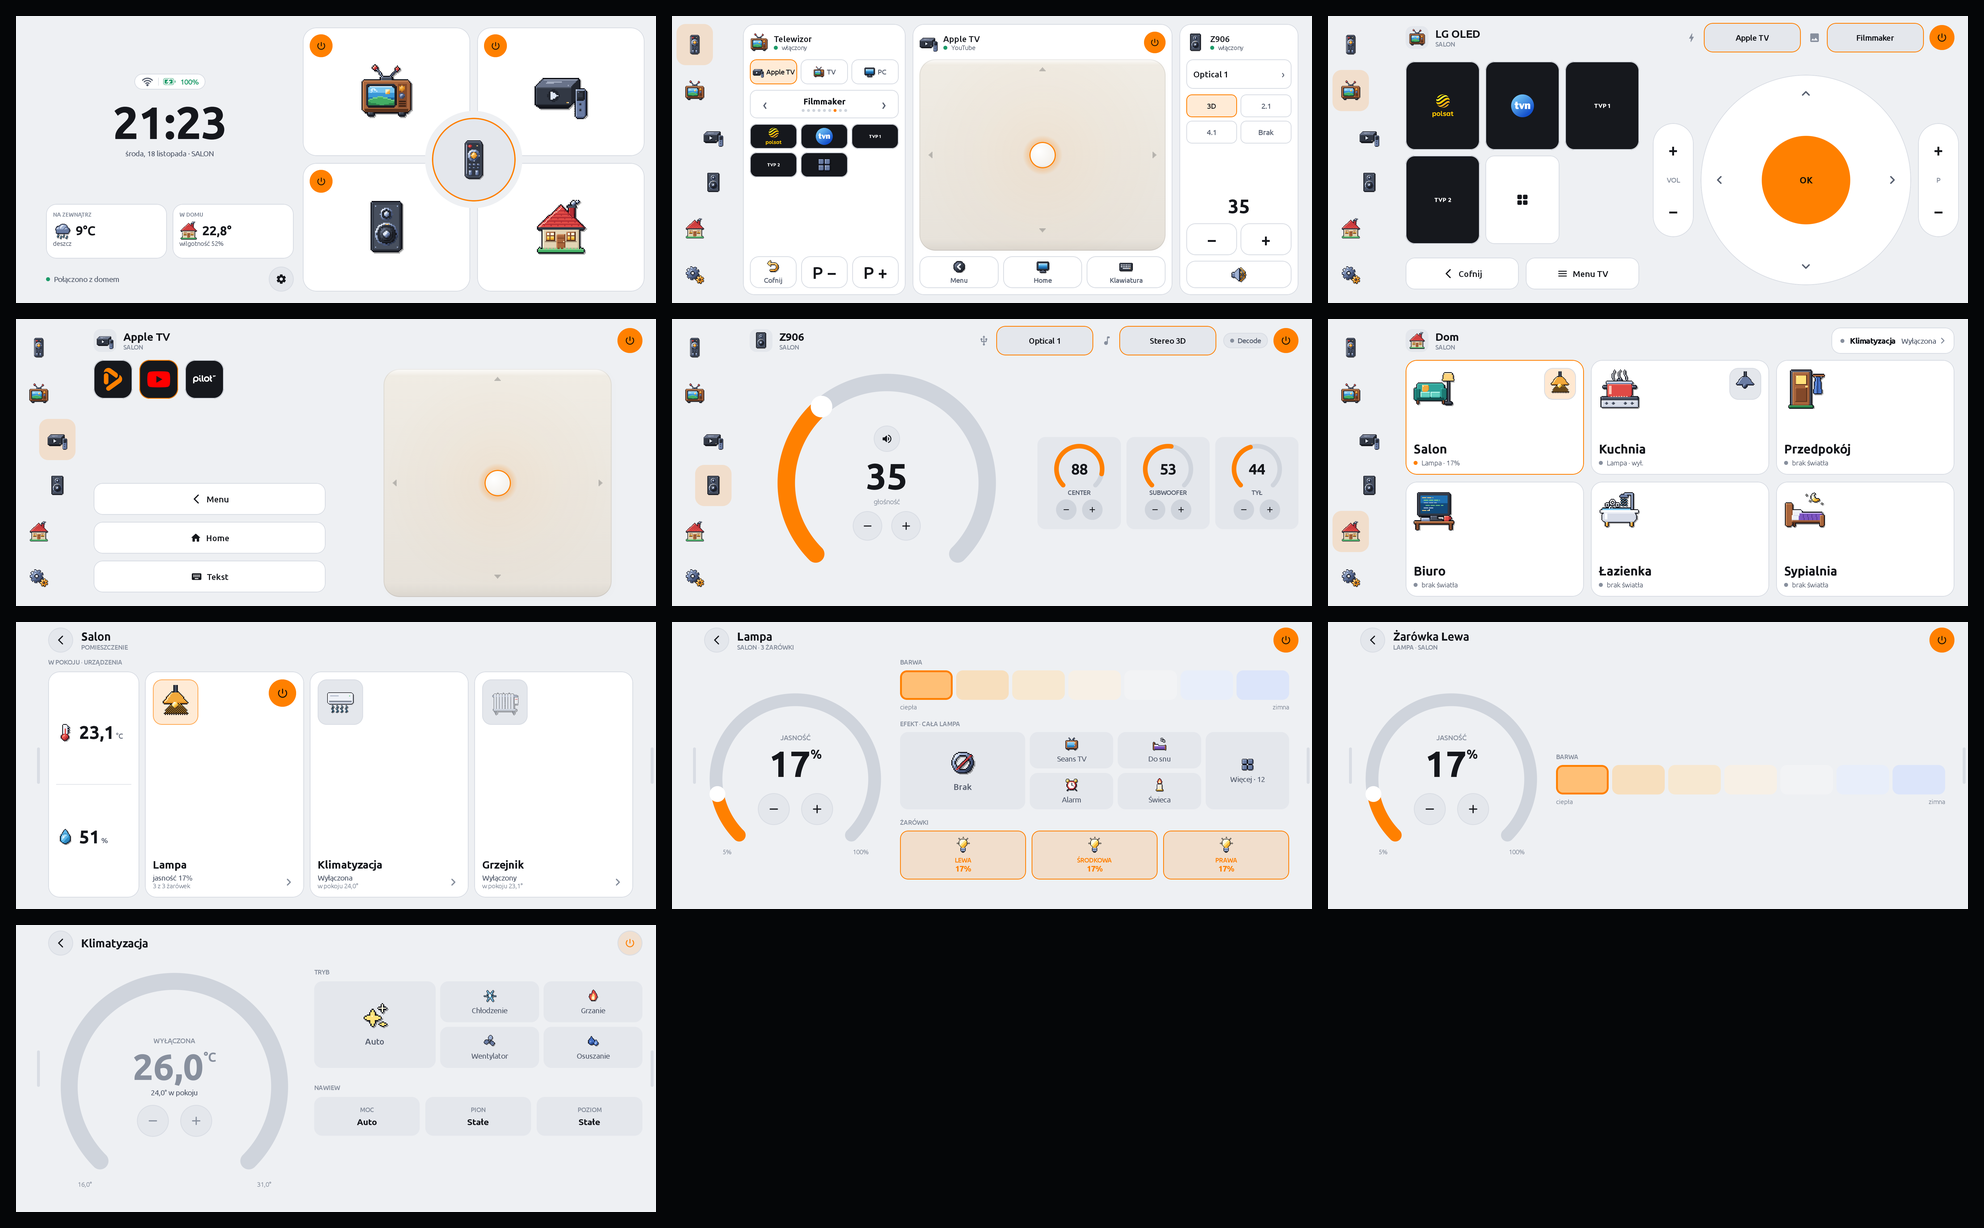 100%
21:23
środa, 18 listopada · SALON
NA ZEWNĄTRZ
9°C
deszcz
W DOMU
22,8°
wilgotność 52%
Połączono z domem
Telewizor
włączony
Apple TV
TV
PC
Filmmaker
polsat
tvn
TVP 1
TVP 2
Cofnij
P −
P +
Apple TV
YouTube
Menu
Home
Klawiatura
Z906
włączony
Optical 1
3D
2.1
4.1
Brak
35
−
+
LG OLED
SALON
Apple TV
Filmmaker
polsat
tvn
TVP 1
TVP 2
Cofnij
Menu TV
+
VOL
−
OK
+
P
−
Apple TV
SALON
pilot
Menu
Home
Tekst
Z906
SALON
Optical 1
Stereo 3D
Decode
35
głośność
−
+
88
CENTER
−
+
53
SUBWOOFER
−
+
44
TYŁ
−
+
Dom
SALON
Klimatyzacja Wyłączona
Salon
Lampa · 17%
Kuchnia
Lampa · wył.
Przedpokój
brak światła
Biuro
brak światła
Łazienka
brak światła
Sypialnia
brak światła
Salon
POMIESZCZENIE
W POKOJU · URZĄDZENIA
23,1 °C
51 %
Lampa
jasność 17%
3 z 3 żarówek
Klimatyzacja
Wyłączona
w pokoju 24,0°
Grzejnik
Wyłączony
w pokoju 23,1°
Lampa
SALON · 3 ŻARÓWKI
JASNOŚĆ
17%
−
+
5%
100%
BARWA
ciepła
zimna
EFEKT · CAŁA LAMPA
Brak
Seans TV
Do snu
Alarm
Świeca
Więcej · 12
ŻARÓWKI
LEWA
17%
ŚRODKOWA
17%
PRAWA
17%
Żarówka Lewa
LAMPA · SALON
JASNOŚĆ
17%
−
+
5%
100%
BARWA
ciepła
zimna
Klimatyzacja
WYŁĄCZONA
26,0°C
24,0° w pokoju
−
+
16,0°
31,0°
TRYB
Auto
Chłodzenie
Grzanie
Wentylator
Osuszanie
NAWIEW
MOC
Auto
PION
Stałe
POZIOM
Stałe